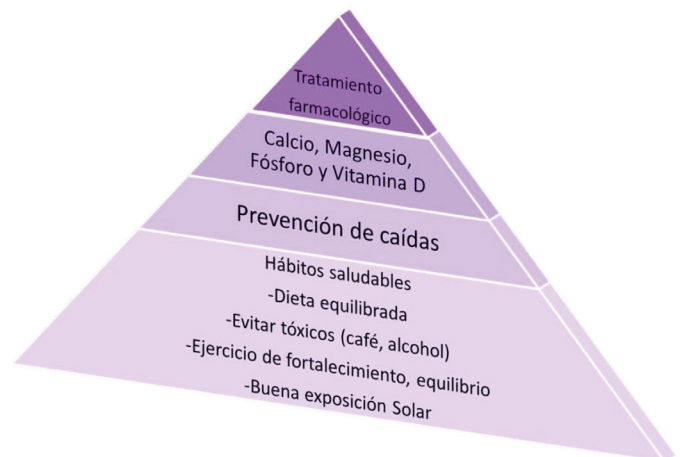 Tratamiento
farmacológico
Calcio, Magnesio,
Fósforo y Vitamina D
Prevención de caídas
Hábitos saludables
-Dieta equilibrada
-Evitar tóxicos (café, alcohol)
-Ejercicio de fortalecimiento, equilibrio
-Buena exposición Solar